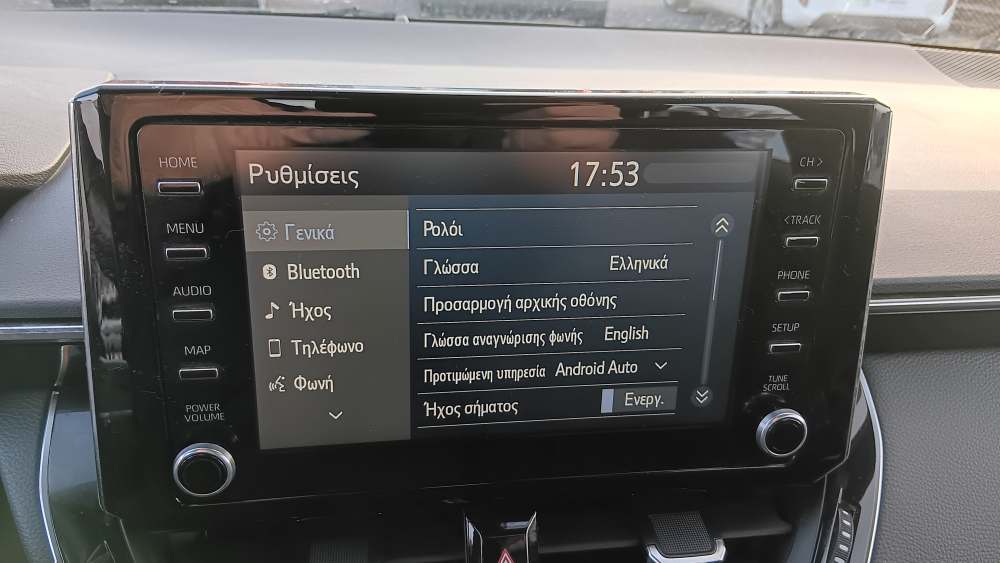 HOME
MENU
AUDIO
MAP
POWER
VOLUME
Ρυθμίσεις 17:53
Γενικά
Bluetooth
Ήχος
Τηλέφωνο
Φωνή
Ρολόι
Γλώσσα Ελληνικά
Προσαρμογή αρχικής οθόνης
Γλώσσα αναγνώρισης φωνής English
Προτιμώμενη υπηρεσία Android Auto
Ήχος σήματος Ενεργ.
CH >
< TRACK
PHONE
SETUP
TUNE
SCROLL